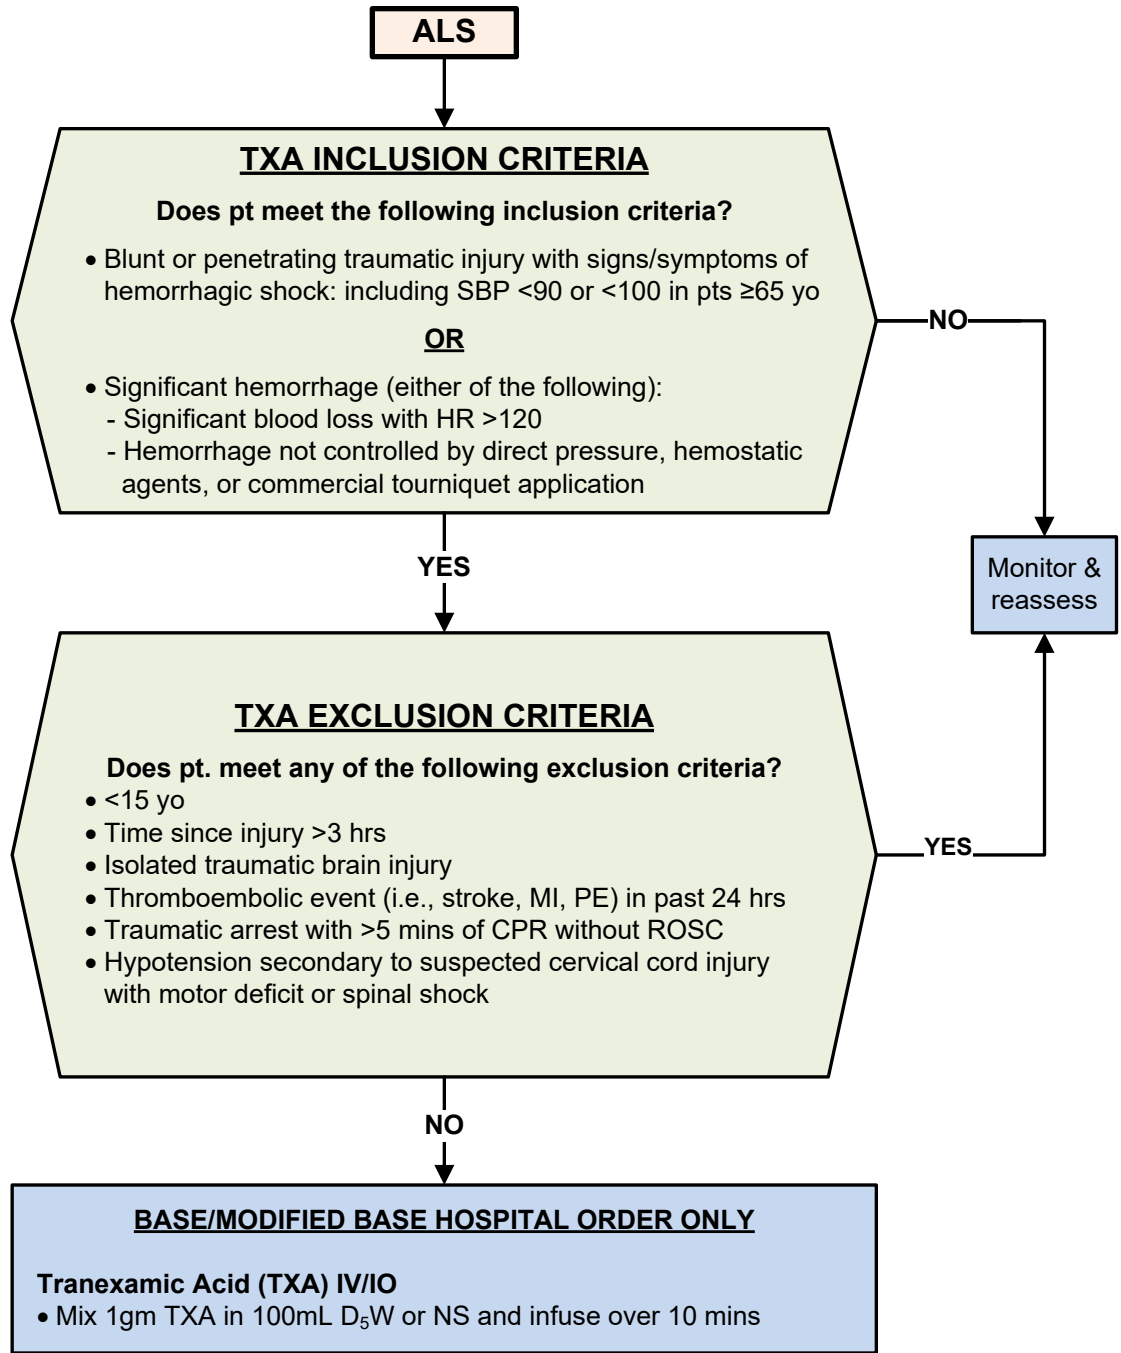 ALS
TXA INCLUSION CRITERIA
Does pt meet the following inclusion criteria?
• Blunt or penetrating traumatic injury with signs/symptoms of
hemorrhagic shock: including SBP <90 or <100 in pts ≥65 yo
OR
• Significant hemorrhage (either of the following):
- Significant blood loss with HR >120
- Hemorrhage not controlled by direct pressure, hemostatic
agents, or commercial tourniquet application
NO
Monitor &
reassess
YES
TXA EXCLUSION CRITERIA
Does pt. meet any of the following exclusion criteria?
• <15 yo
• Time since injury >3 hrs
• Isolated traumatic brain injury
• Thromboembolic event (i.e., stroke, MI, PE) in past 24 hrs
• Traumatic arrest with >5 mins of CPR without ROSC
• Hypotension secondary to suspected cervical cord injury
with motor deficit or spinal shock
YES
NO
BASE/MODIFIED BASE HOSPITAL ORDER ONLY
Tranexamic Acid (TXA) IV/IO
• Mix 1gm TXA in 100mL D₅W or NS and infuse over 10 mins